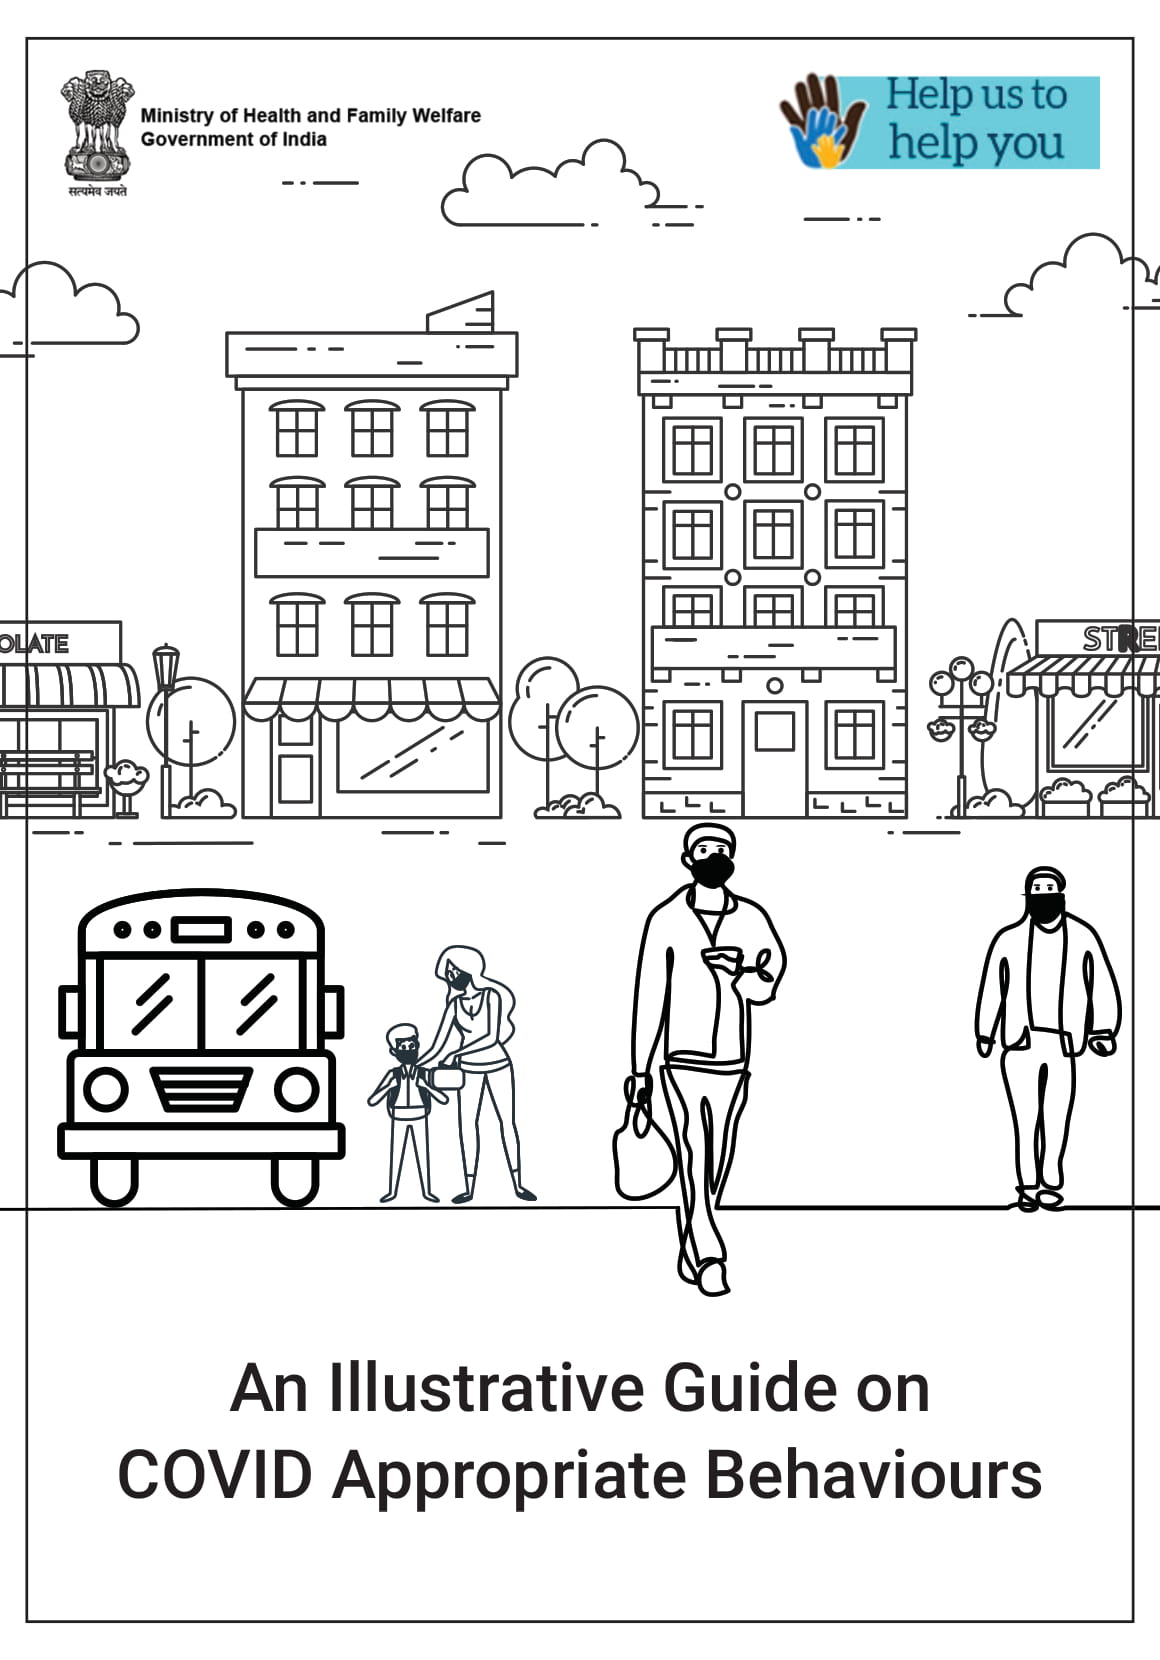 Ministry of Health and Family Welfare
Government of India
सत्यमेव जयते
Help us to
help you
OLATE
STREE
An Illustrative Guide on
COVID Appropriate Behaviours